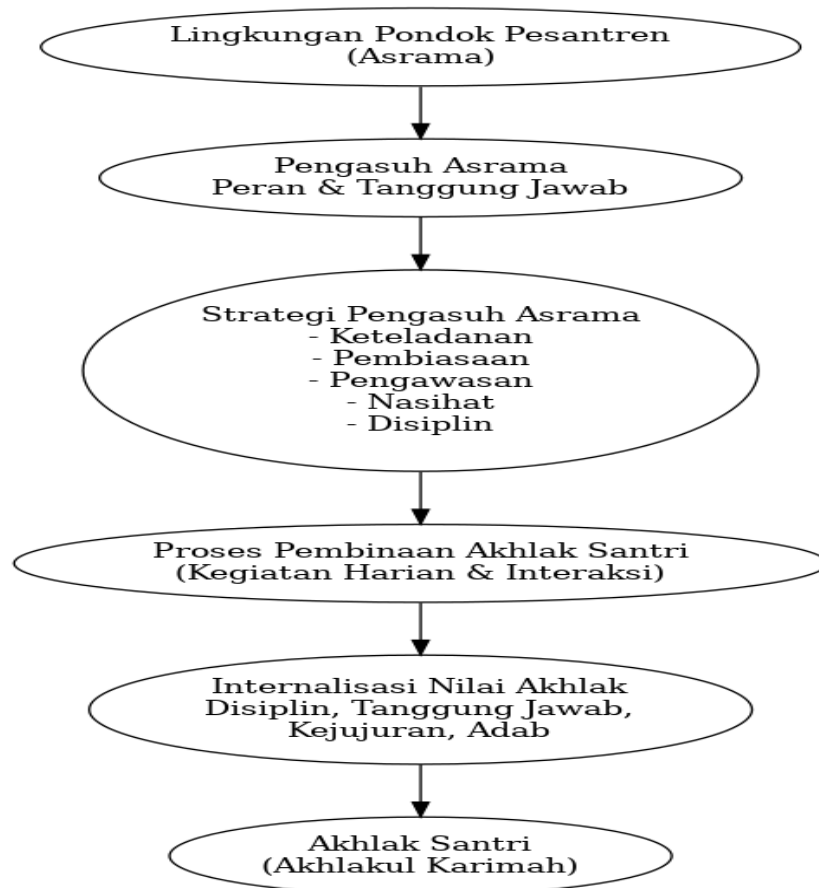 Lingkungan Pondok Pesantren
(Asrama)
Pengasuh Asrama
Peran & Tanggung Jawab
Strategi Pengasuh Asrama
- Keteladanan
- Pembiasaan
- Pengawasan
- Nasihat
- Disiplin
Proses Pembinaan Akhlak Santri
(Kegiatan Harian & Interaksi)
Internalisasi Nilai Akhlak
Disiplin, Tanggung Jawab,
Kejujuran, Adab
Akhlak Santri
(Akhlakul Karimah)